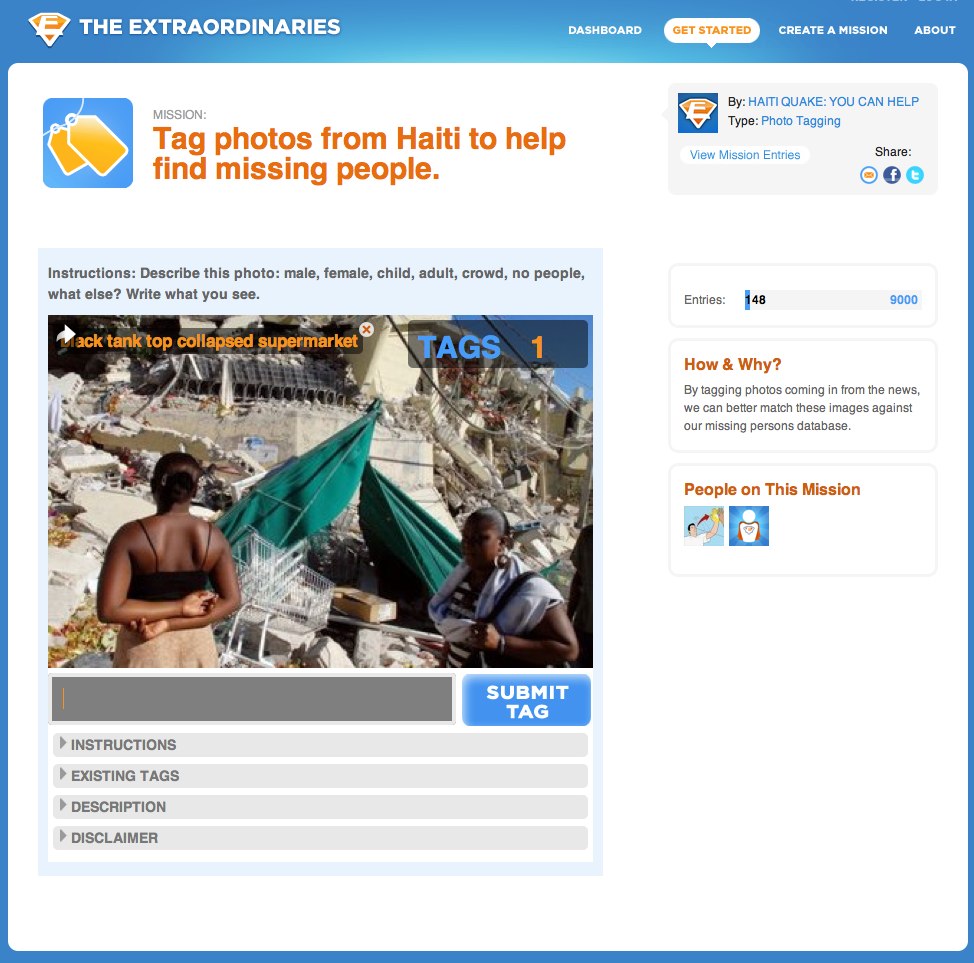 THE EXTRAORDINARIES
DASHBOARD
GET STARTED
CREATE A MISSION
ABOUT
MISSION:
Tag photos from Haiti to help
find missing people.
By: HAITI QUAKE: YOU CAN HELP
Type: Photo Tagging
View Mission Entries
Share:
Instructions: Describe this photo: male, female, child, adult, crowd, no people,
what else? Write what you see.
tank top collapsed supermarket
TAGS 1
SUBMIT
TAG
INSTRUCTIONS
EXISTING TAGS
DESCRIPTION
DISCLAIMER
Entries: 148 9000
How & Why?
By tagging photos coming in from the news,
we can better match these images against
our missing persons database.
People on This Mission